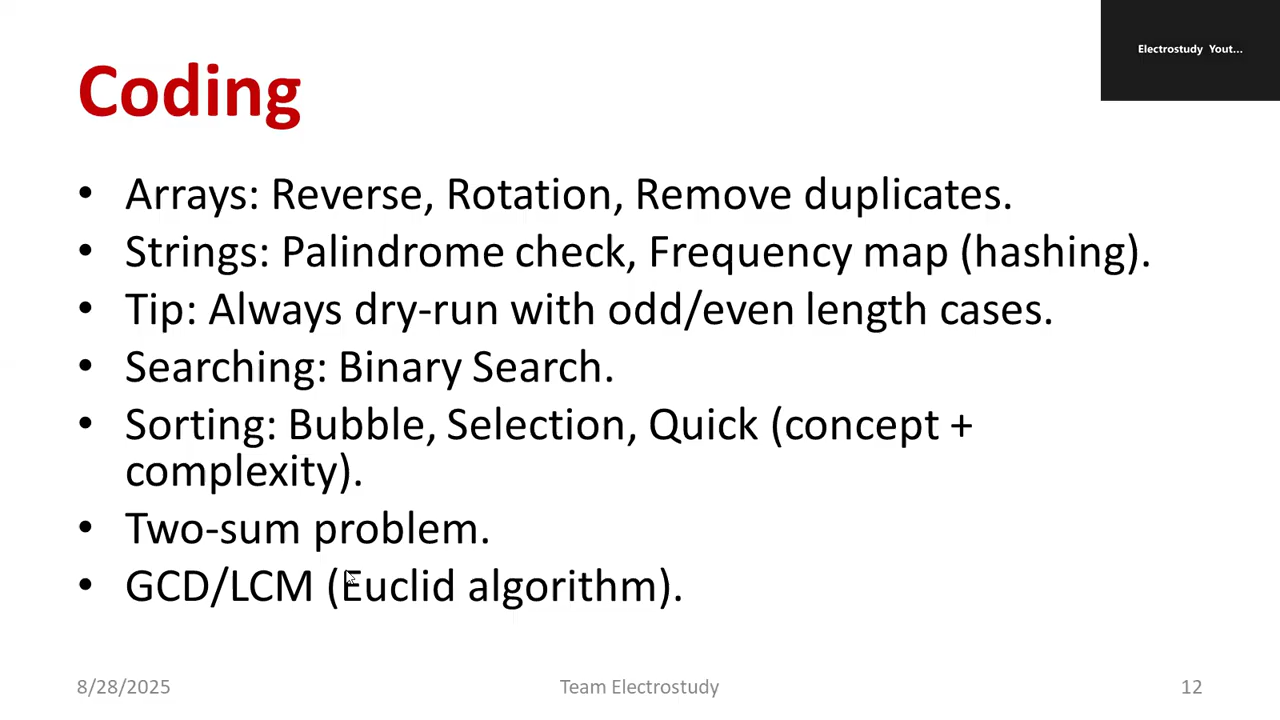 Electrostudy Yout...
Coding
• Arrays: Reverse, Rotation, Remove duplicates.
• Strings: Palindrome check, Frequency map (hashing).
• Tip: Always dry-run with odd/even length cases.
• Searching: Binary Search.
• Sorting: Bubble, Selection, Quick (concept +
complexity).
• Two-sum problem.
• GCD/LCM (Euclid algorithm).
8/28/2025
Team Electrostudy
12